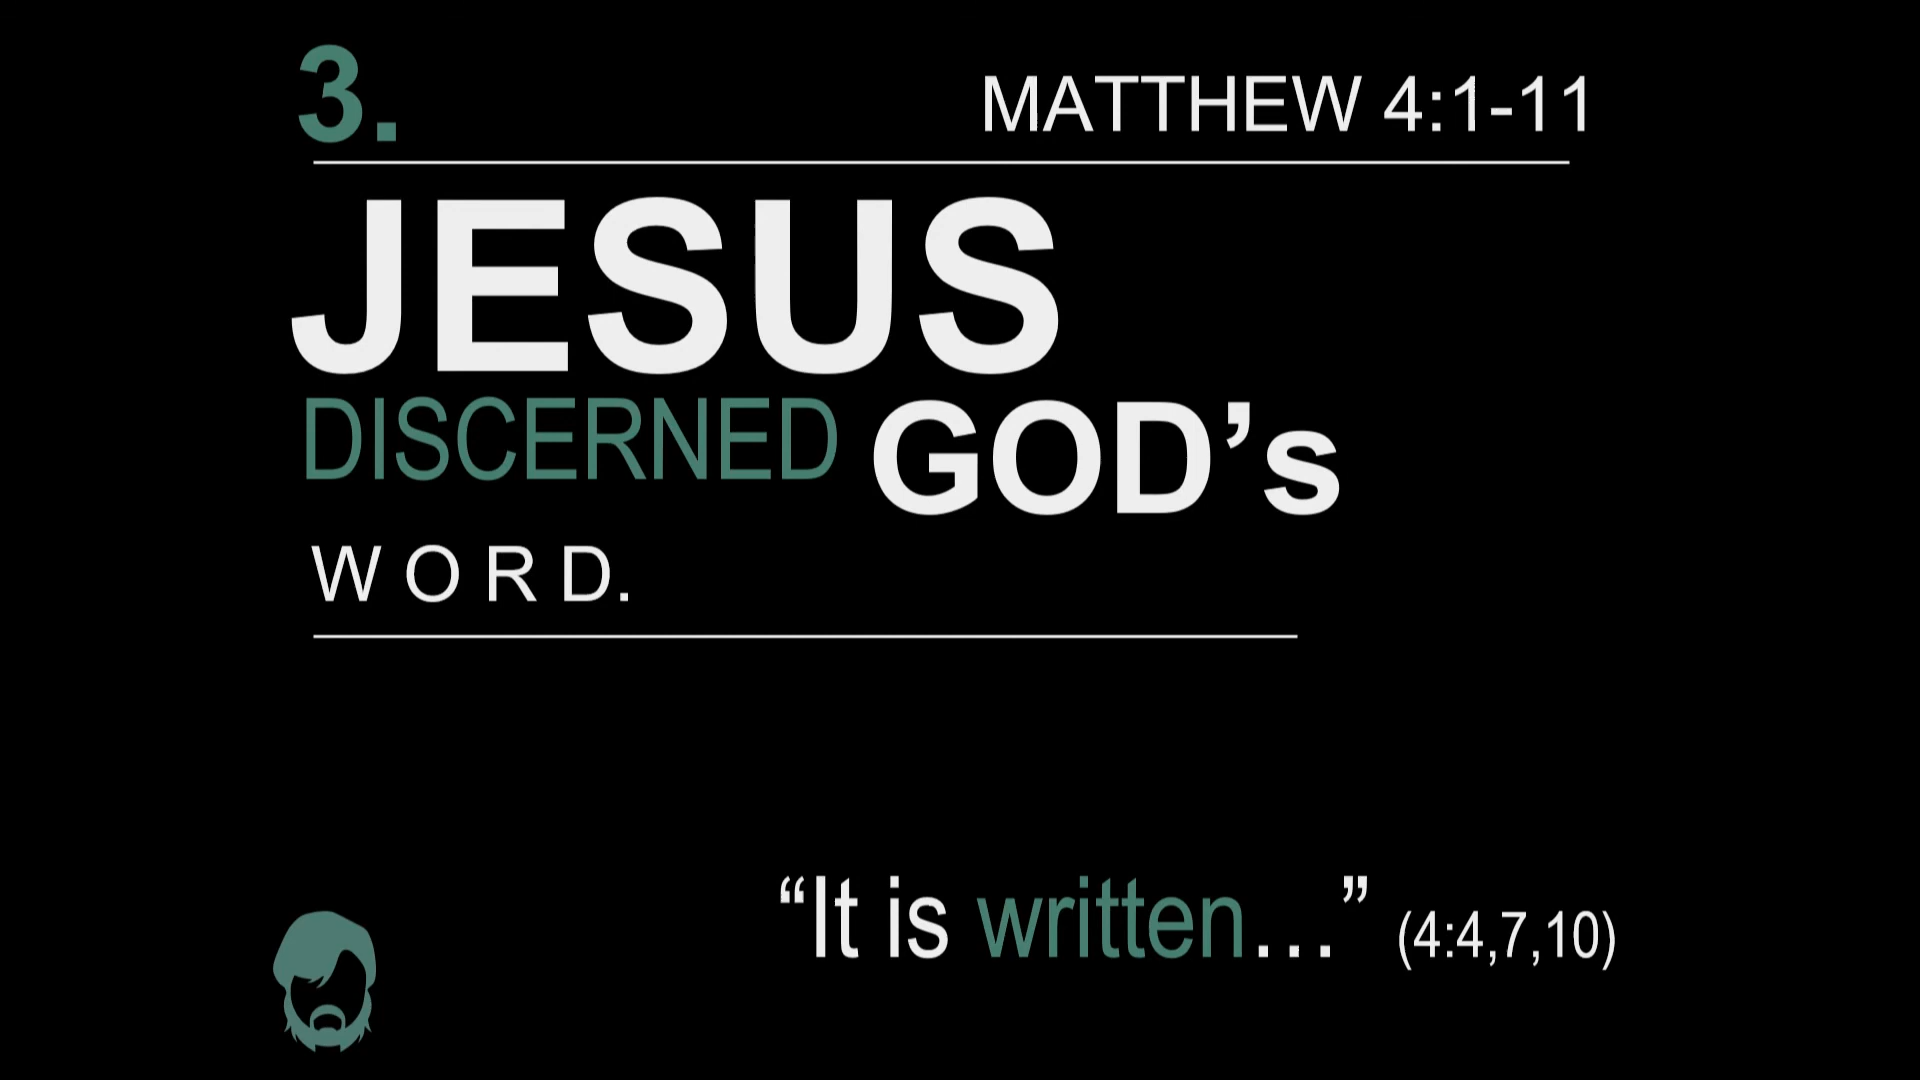 3.
MATTHEW 4:1-11
JESUS
DISCERNED GOD’s
W O R D.
“It is written…” (4:4,7,10)